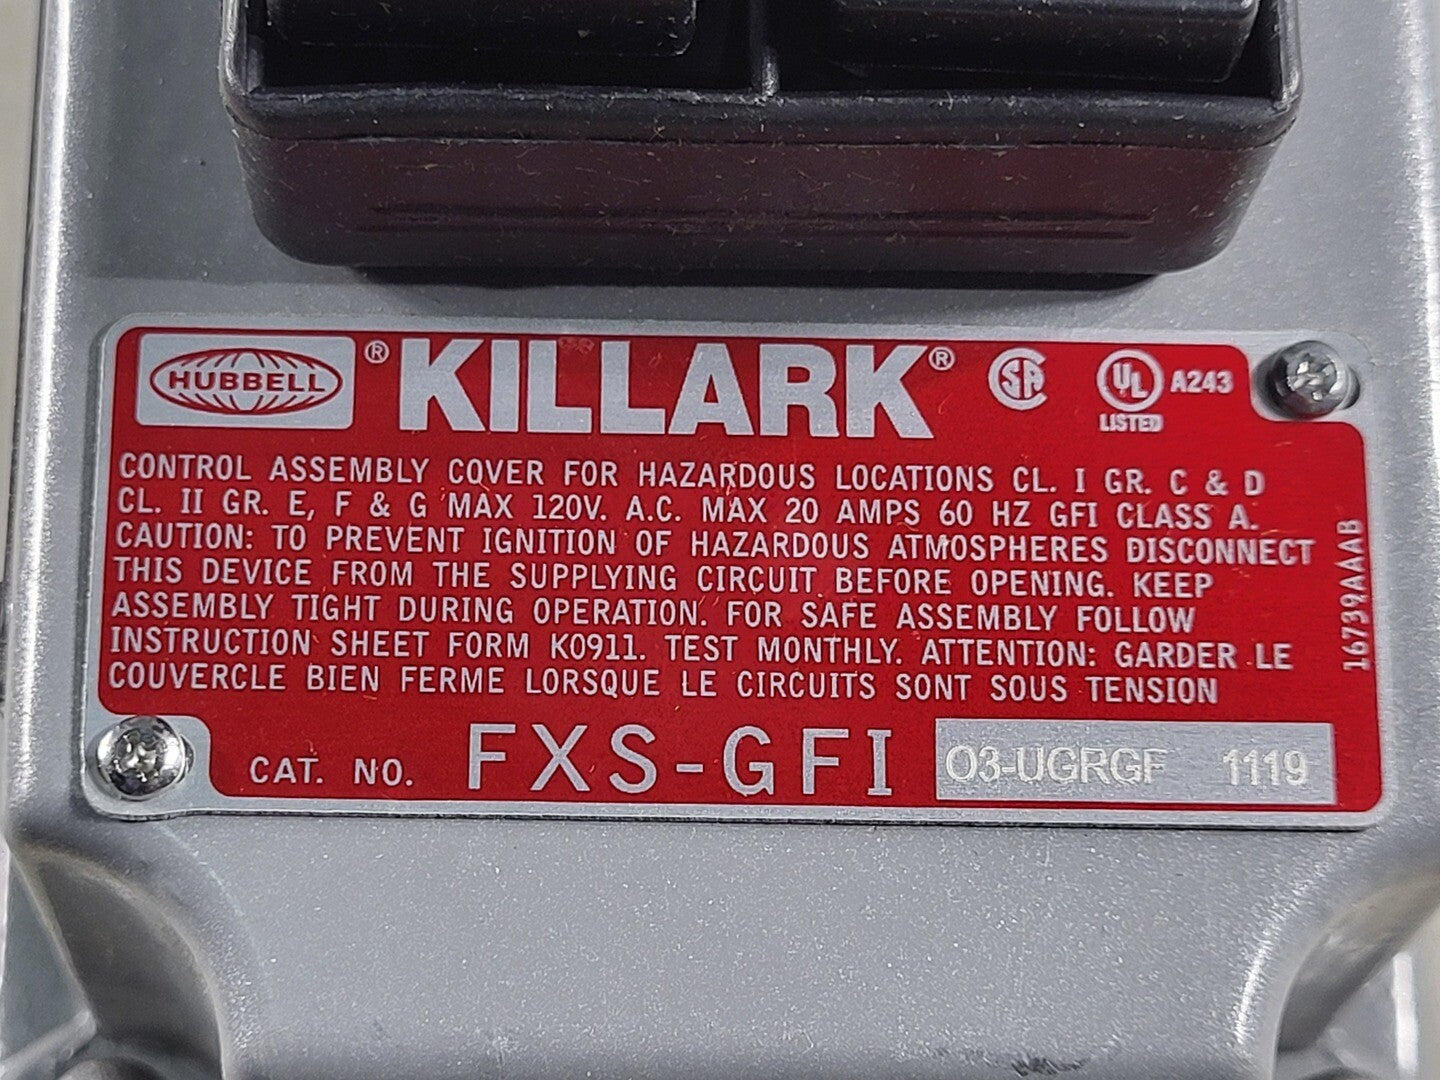 HUBBELL ® KILLARK® SA UL A243
LISTED
CONTROL ASSEMBLY COVER FOR HAZARDOUS LOCATIONS CL. I GR. C & D
CL. II GR. E, F & G MAX 120V. A.C. MAX 20 AMPS 60 HZ GFI CLASS A.
CAUTION: TO PREVENT IGNITION OF HAZARDOUS ATMOSPHERES DISCONNECT
THIS DEVICE FROM THE SUPPLYING CIRCUIT BEFORE OPENING. KEEP
ASSEMBLY TIGHT DURING OPERATION. FOR SAFE ASSEMBLY FOLLOW
INSTRUCTION SHEET FORM K0911. TEST MONTHLY. ATTENTION: GARDER LE
COUVERCLE BIEN FERME LORSQUE LE CIRCUITS SONT SOUS TENSION
CAT. NO. FXS-GFI O3-UGRGF 1119
16739AAAB